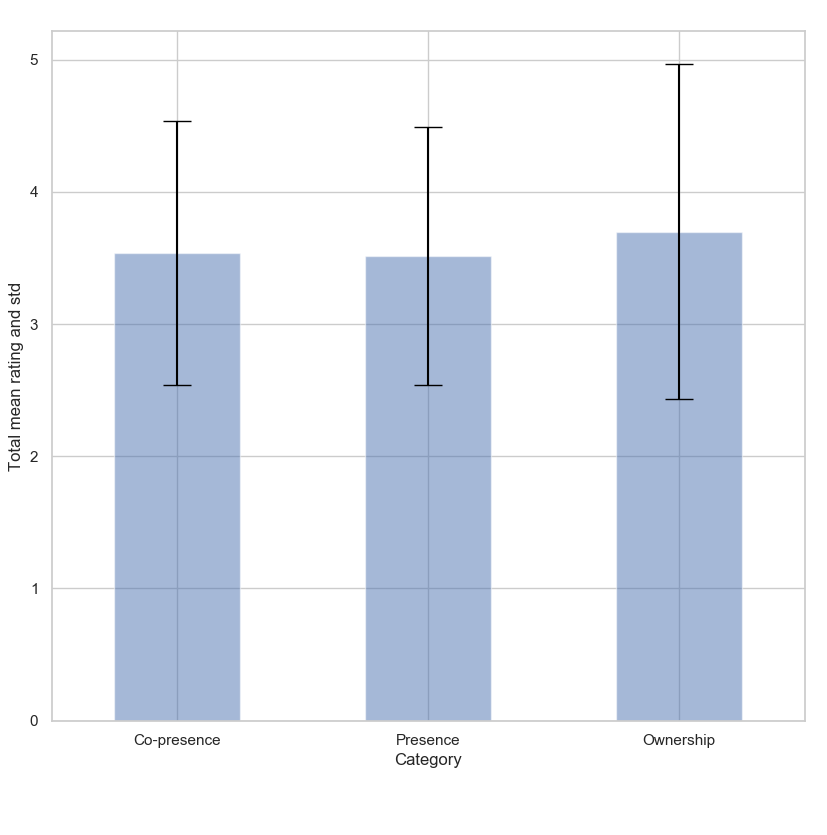 5
4
3
2
1
0
Total mean rating and std
Co-presence
Presence
Ownership
Category